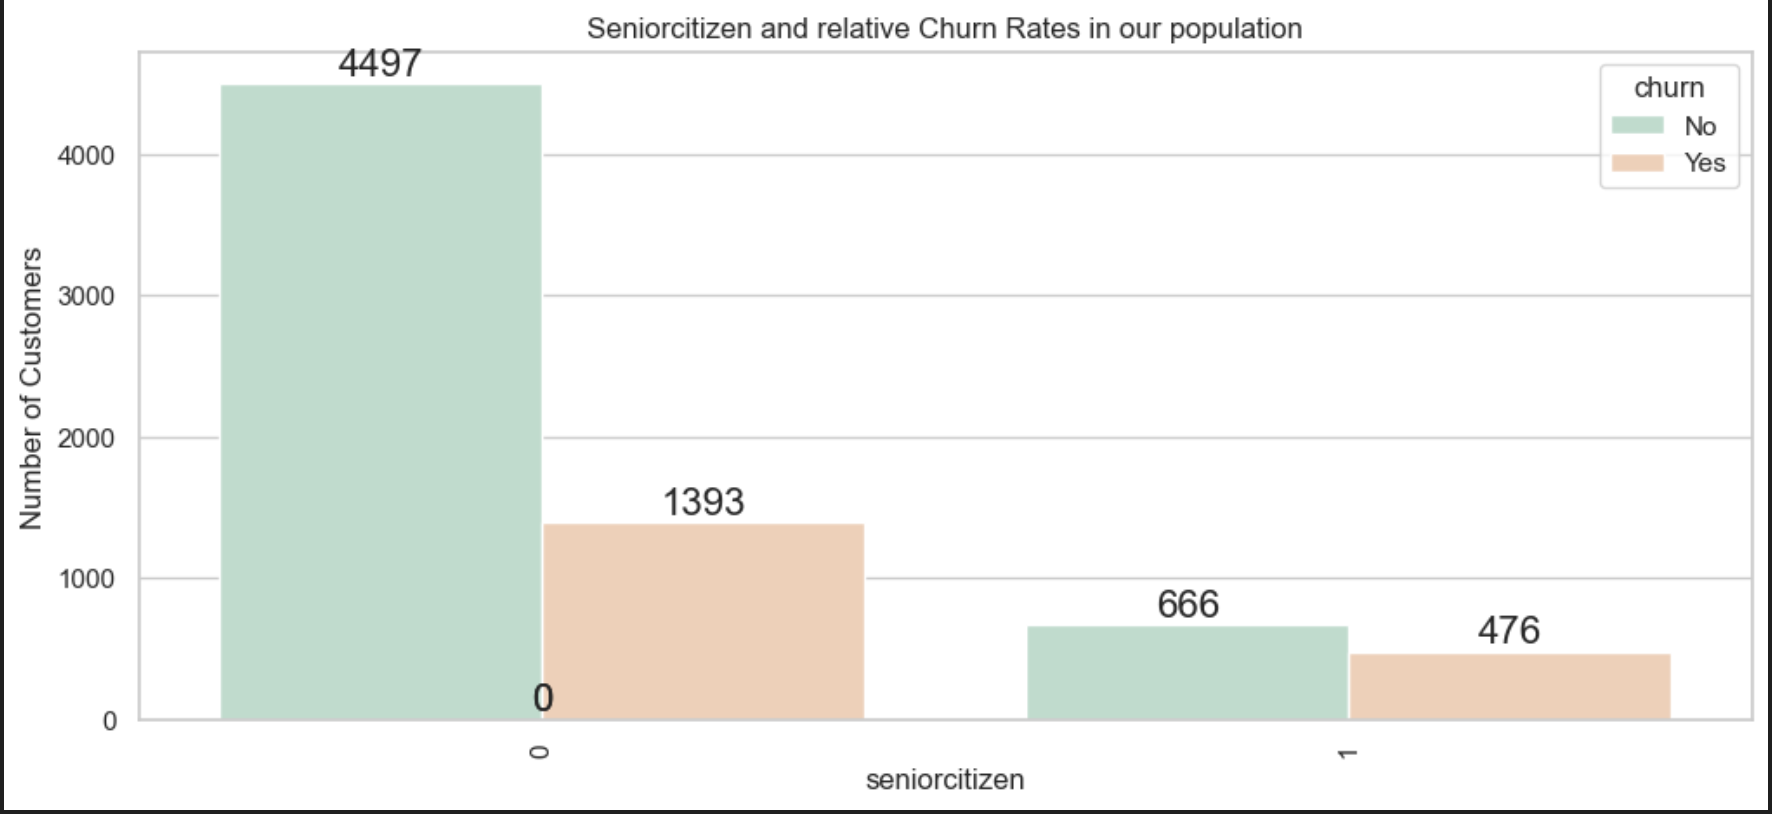 Seniorcitizen and relative Churn Rates in our population
4497
churn
No
Yes
4000
3000
2000
1000
0
Number of Customers
1393
666
476
0
0
1
seniorcitizen